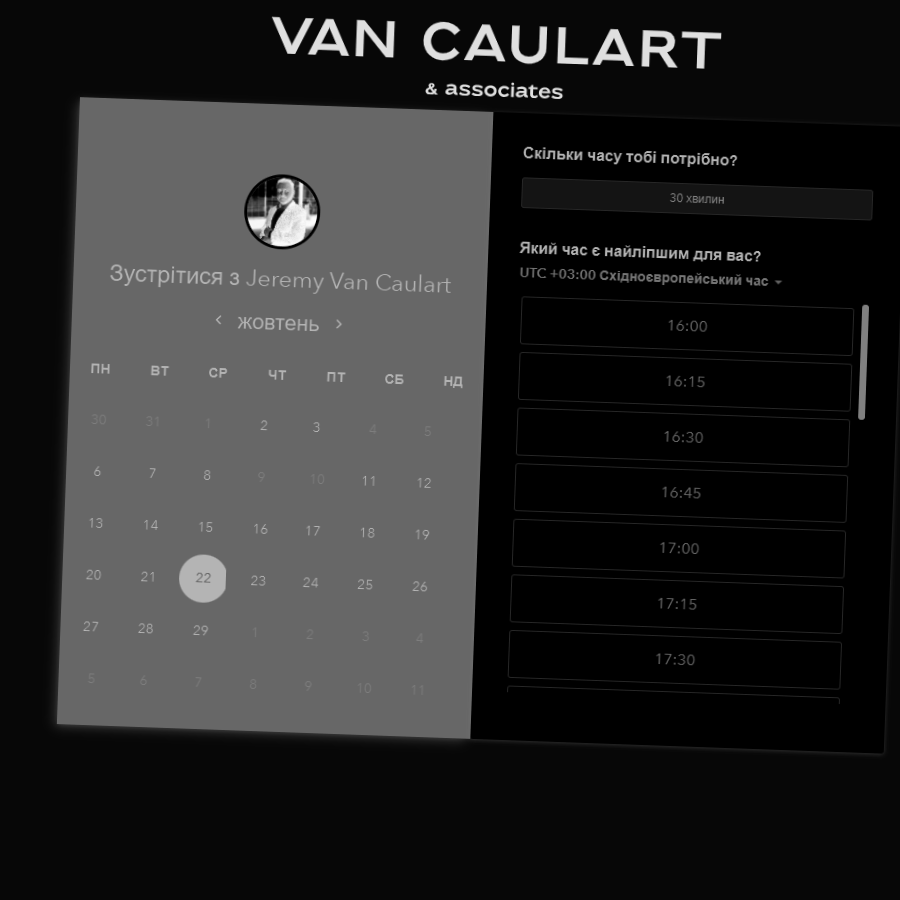 VAN CAULART
& associates
Зустрітися з Jeremy Van Caulart
жовтень
ПН ВТ СР ЧТ ПТ СБ НД
30 31 1 2 3 4 5
6 7 8 9 10 11 12
13 14 15 16 17 18 19
20 21 22 23 24 25 26
27 28 29 1 2 3 4
5 6 7 8 9 10 11
Скільки часу тобі потрібно?
30 хвилин
Який час є найліпшим для вас?
UTC +03:00 Східноєвропейський час
16:00
16:15
16:30
16:45
17:00
17:15
17:30